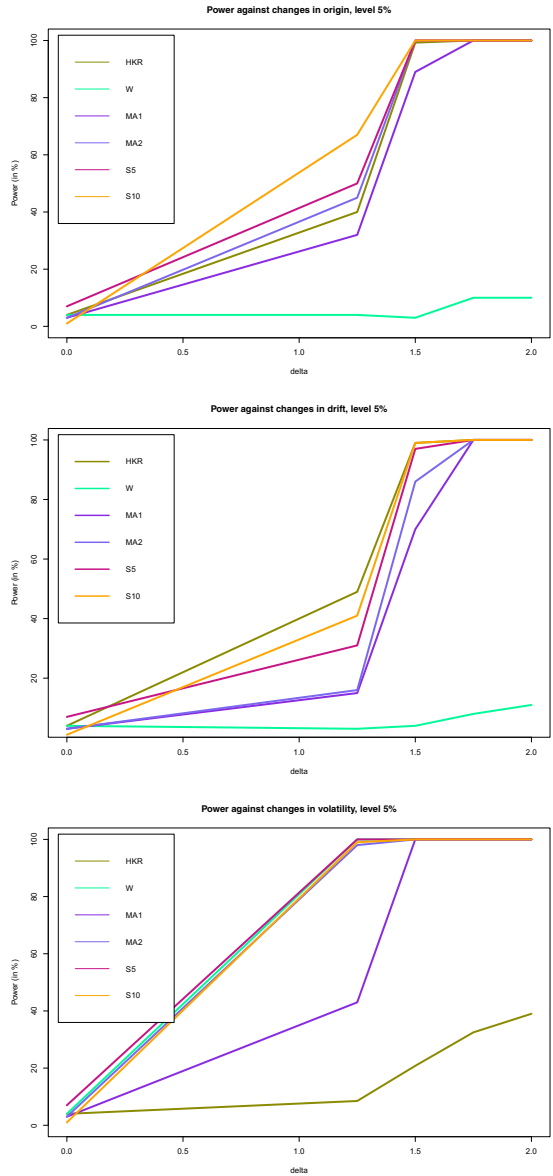 Power against changes in origin, level 5%
Power (in %)
100
80
60
40
20
0
HKR
W
MA1
MA2
S5
S10
0.0 0.5 1.0 1.5 2.0
delta
Power against changes in drift, level 5%
Power (in %)
100
80
60
40
20
HKR
W
MA1
MA2
S5
S10
0.0 0.5 1.0 1.5 2.0
delta
Power against changes in volatility, level 5%
Power (in %)
100
80
60
40
20
0
HKR
W
MA1
MA2
S5
S10
0.0 0.5 1.0 1.5 2.0
delta